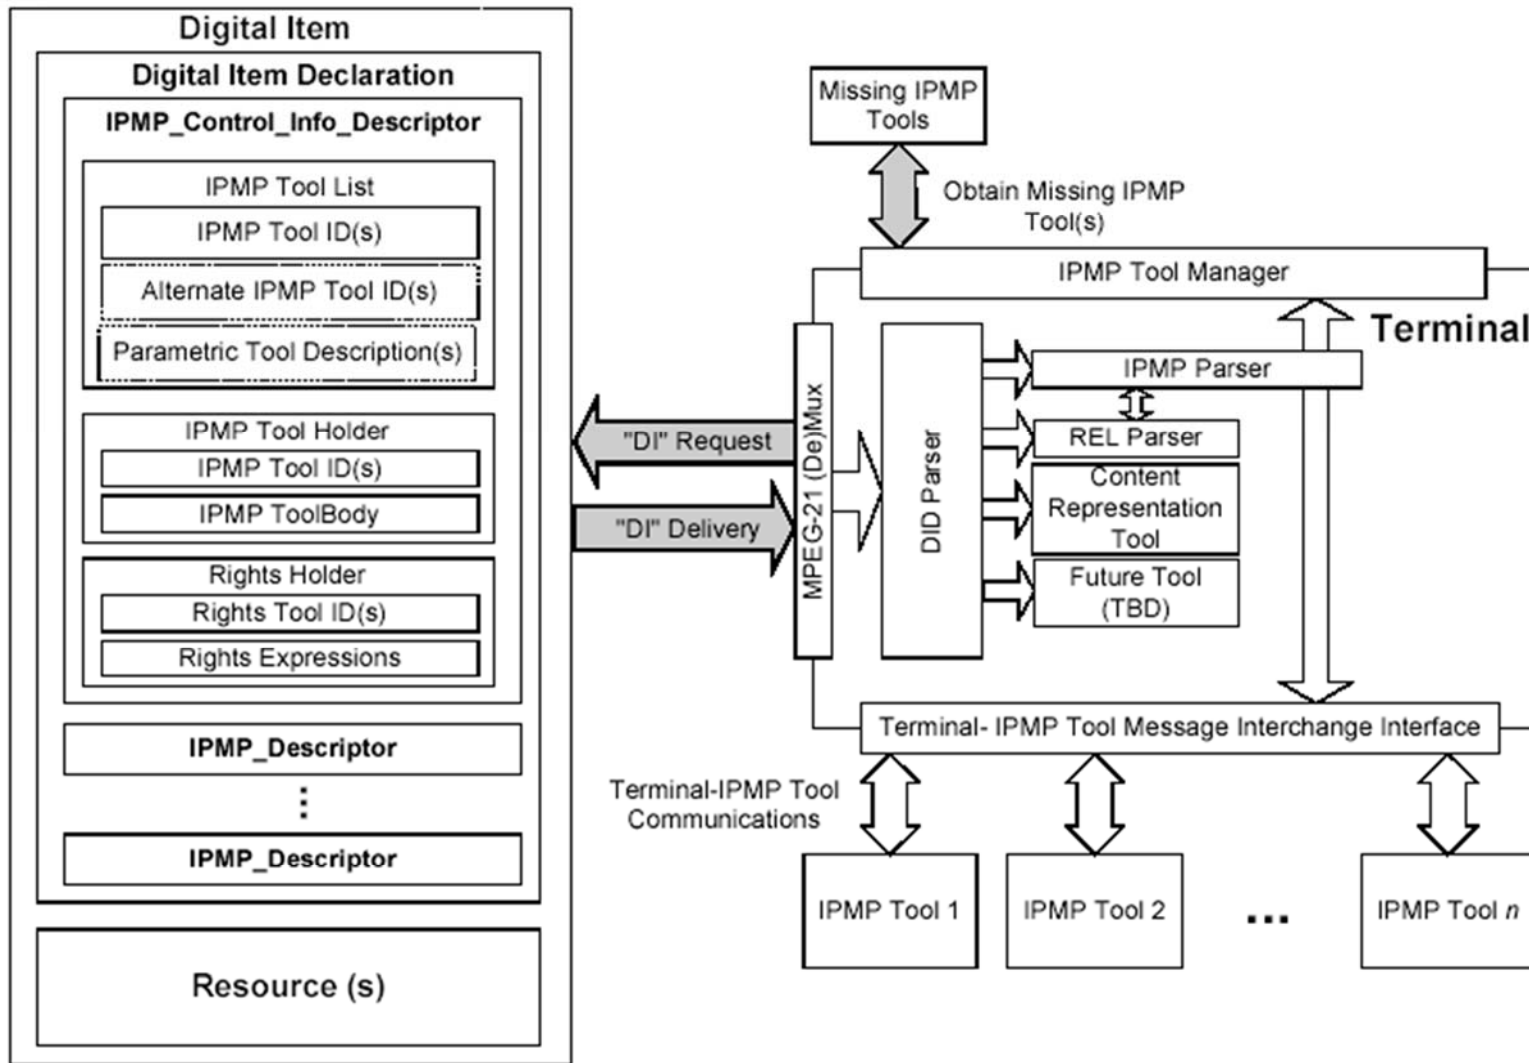 Digital Item
Digital Item Declaration
IPMP_Control_Info_Descriptor
IPMP Tool List
IPMP Tool ID(s)
Alternate IPMP Tool ID(s)
Parametric Tool Description(s)
IPMP Tool Holder
IPMP Tool ID(s)
IPMP ToolBody
Rights Holder
Rights Tool ID(s)
Rights Expressions
IPMP_Descriptor
⋮
IPMP_Descriptor
Resource (s)
"DI" Request
"DI" Delivery
Missing IPMP
Tools
Obtain Missing IPMP
Tool(s)
IPMP Tool Manager
Terminal
MPEG-21 (De)Mux
DID Parser
IPMP Parser
REL Parser
Content
Representation
Tool
Future Tool
(TBD)
Terminal- IPMP Tool Message Interchange Interface
Terminal-IPMP Tool
Communications
IPMP Tool 1
IPMP Tool 2
...
IPMP Tool n